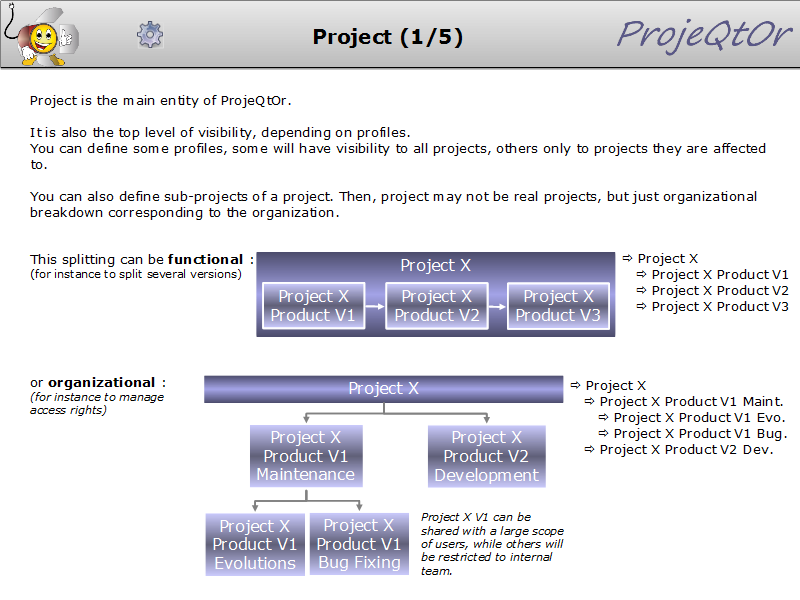 Project (1/5)
ProjeQtOr
Project is the main entity of ProjeQtOr.
It is also the top level of visibility, depending on profiles.
You can define some profiles, some will have visibility to all projects, others only to projects they are affected
to.
You can also define sub-projects of a project. Then, project may not be real projects, but just organizational
breakdown corresponding to the organization.
This splitting can be functional :
(for instance to split several versions)
Project X
Project X
Product V1
Project X
Product V2
Project X
Product V3
⇨ Project X
⇨ Project X Product V1
⇨ Project X Product V2
⇨ Project X Product V3
or organizational :
(for instance to manage
access rights)
Project X
Project X
Product V1
Maintenance
Project X
Product V2
Development
Project X
Product V1
Evolutions
Project X
Product V1
Bug Fixing
Project X V1 can be
shared with a large scope
of users, while others will
be restricted to internal
team.
⇨ Project X
⇨ Project X Product V1 Maint.
⇨ Project X Product V1 Evo.
⇨ Project X Product V1 Bug.
⇨ Project X Product V2 Dev.